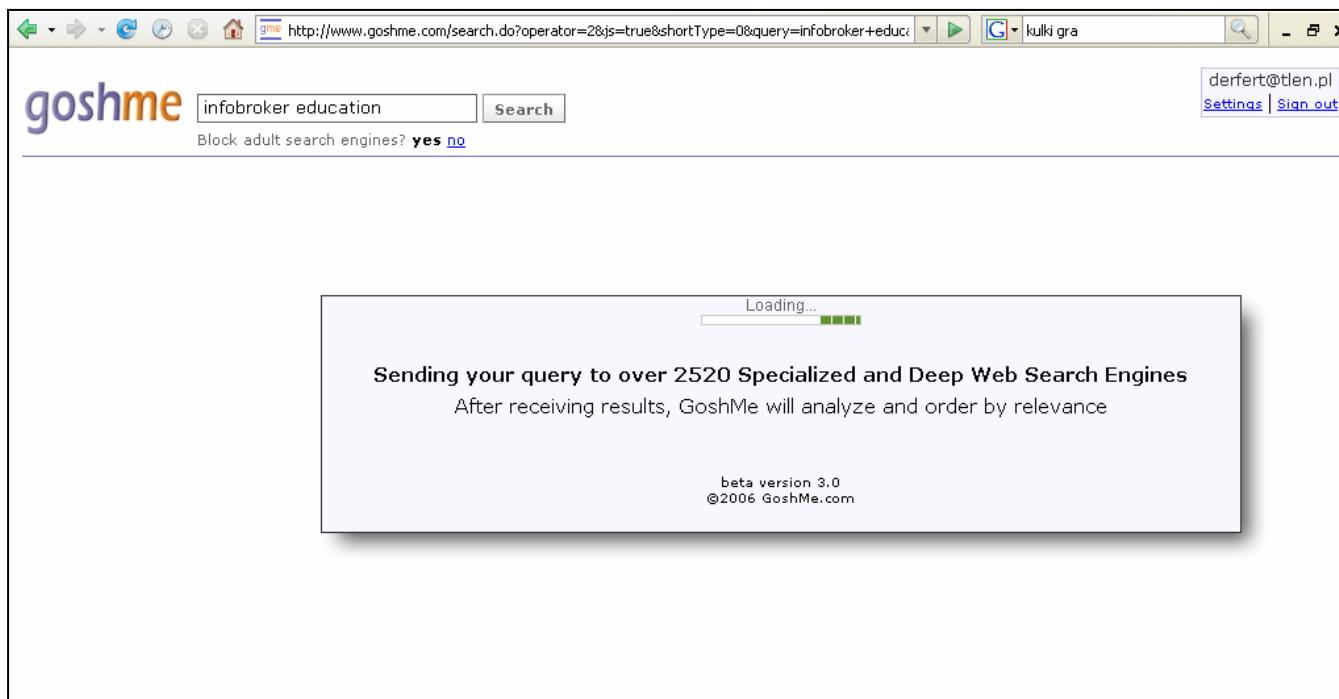 gme http://www.goshme.com/search.do?operator=2&js=true&shortType=0&query=infobroker+educa
G kulki gra
derfert@tlen.pl
Settings | Sign out
goshme infobroker education Search
Block adult search engines? yes no
Loading...
Sending your query to over 2520 Specialized and Deep Web Search Engines
After receiving results, GoshMe will analyze and order by relevance
beta version 3.0
©2006 GoshMe.com